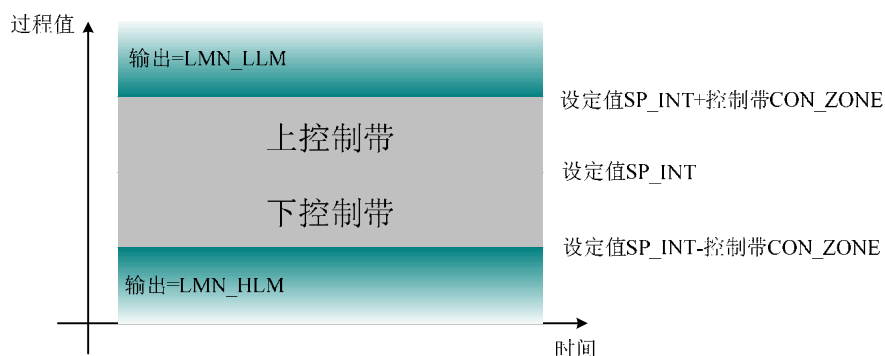 过程值
输出=LMN_LLM
设定值SP_INT+控制带CON_ZONE
上控制带
设定值SP_INT
下控制带
设定值SP_INT-控制带CON_ZONE
输出=LMN_HLM
时间